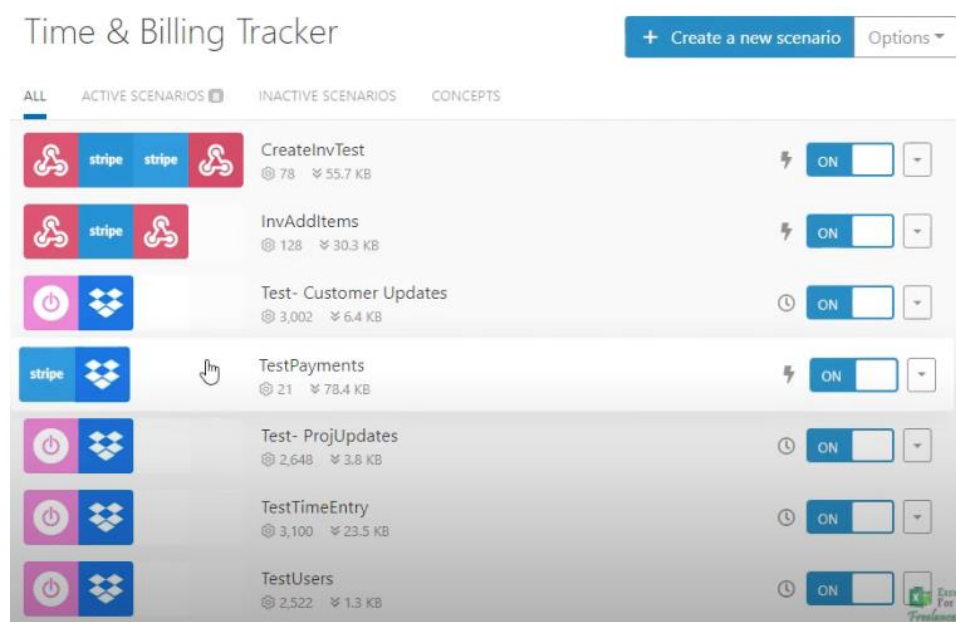 Time & Billing Tracker
+ Create a new scenario Options
ALL ACTIVE SCENARIOS 8 INACTIVE SCENARIOS CONCEPTS
stripe stripe CreateInvTest ON
78 55.7 KB
stripe InvAddItems ON
128 30.3 KB
Test- Customer Updates ON
3,002 6.4 KB
stripe TestPayments ON
21 78.4 KB
Test- ProjUpdates ON
2,648 3.8 KB
TestTimeEntry ON
3,100 23.5 KB
TestUsers ON
2,522 1.3 KB
For